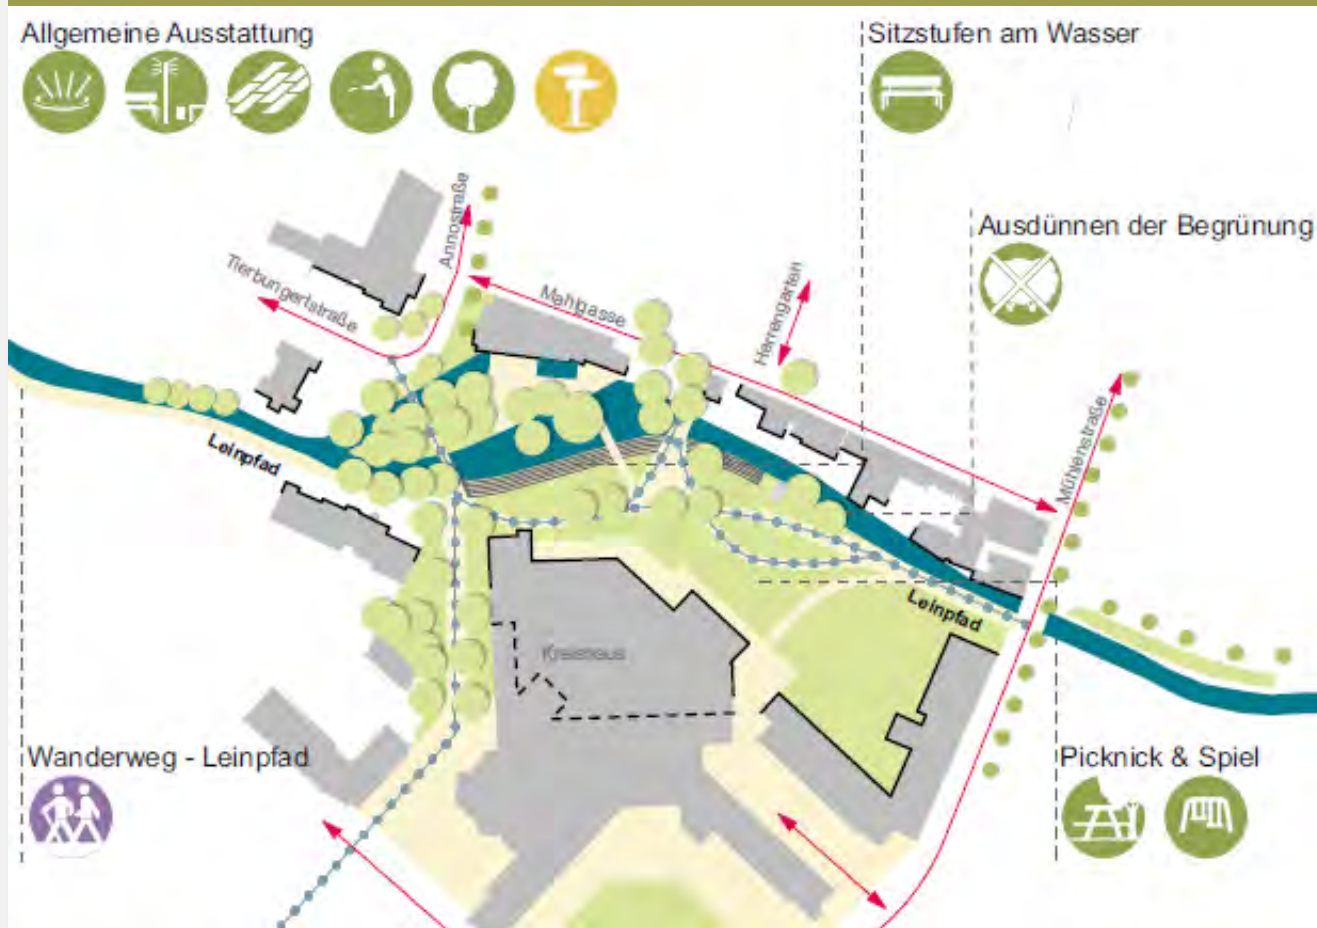 Allgemeine Ausstattung
Sitzstufen am Wasser
Ausdünnen der Begrünung
Annostraße
Tierbungertstraße
Mahlgasse
Herrengarten
Mühlenstraße
Leinpfad
Leinpfad
Kreishaus
Wanderweg - Leinpfad
Picknick & Spiel